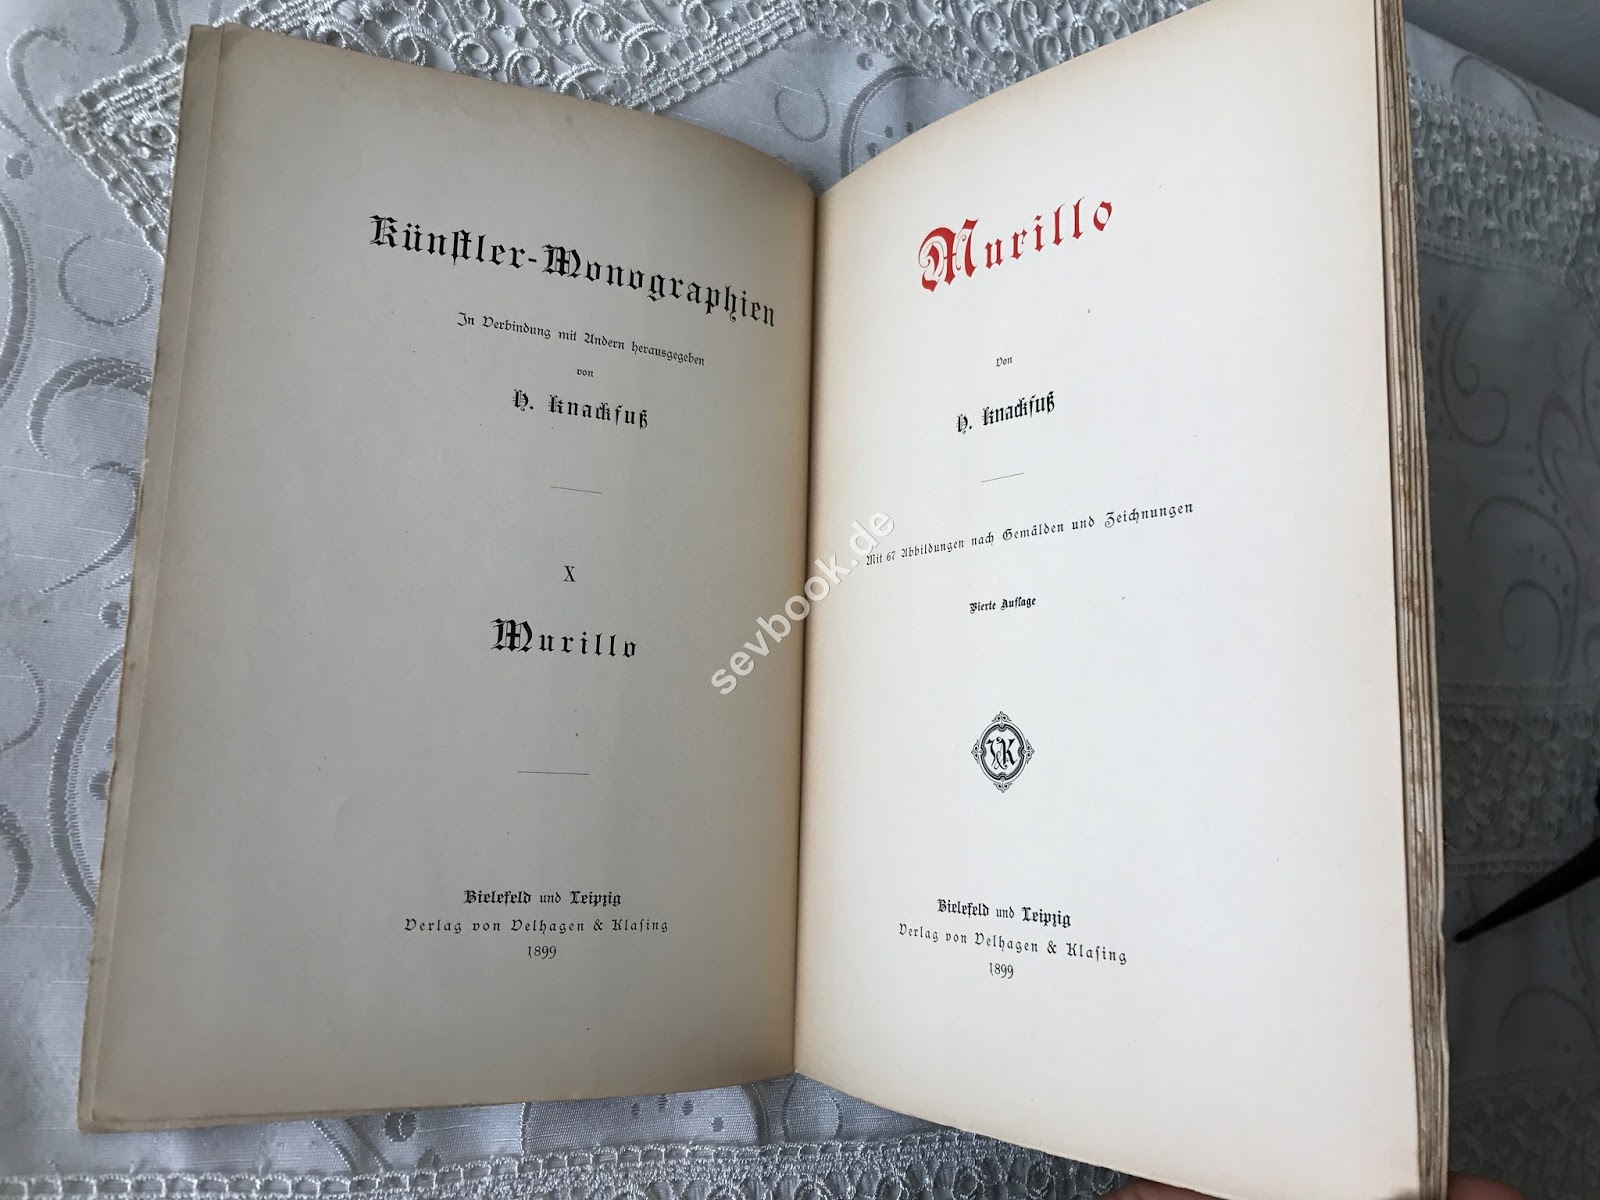 Künstler-Monographien
In Verbindung mit Andern herausgegeben
von
H. Knackfuß
X
Murillo
Bielefeld und Leipzig
Verlag von Velhagen & Klasing
1899
Murillo
Von
H. Knackfuß
Mit 67 Abbildungen nach Gemälden und Zeichnungen
Vierte Auflage
VK
Bielefeld und Leipzig
Verlag von Velhagen & Klasing
1899
sevbook.de